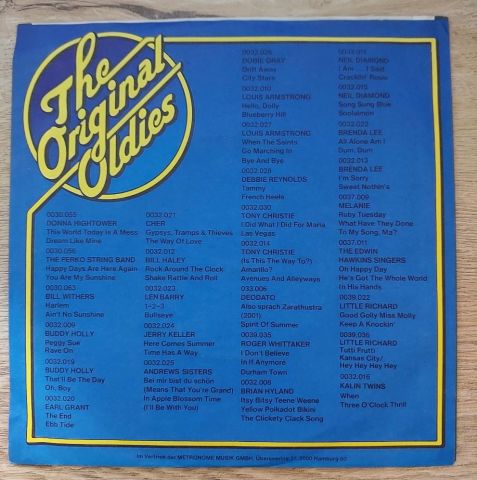 The
Original
Oldies
0030.055
DONNA HIGHTOWER
This World Today Is A Mess
Dream Like Mine
0030.056
THE FERKO STRING BAND
Happy Days Are Here Again
You Are My Sunshine
0030.063
BILL WITHERS
Harlem
Ain't No Sunshine
0032.009
BUDDY HOLLY
Peggy Sue
Rave On
0032.019
BUDDY HOLLY
That'll Be The Day
Oh, Boy
0032.020
EARL GRANT
The End
Ebb Tide
0032.021
CHER
Gypsys, Tramps & Thieves
The Way Of Love
0032.012
BILL HALEY
Rock Around The Clock
Shake Rattle And Roll
0032.023
LEN BARRY
1-2-3
Bullseye
0032.024
JERRY KELLER
Here Comes Summer
Time Has A Way
0032.025
ANDREWS SISTERS
Bei mir bist du schön
(Means That You're Grand)
In Apple Blossom Time
(I'll Be With You)
0032.026
DOBIE GRAY
Drift Away
City Stars
0032.010
LOUIS ARMSTRONG
Hello, Dolly
Blueberry Hill
0032.027
LOUIS ARMSTRONG
When The Saints
Go Marching In
Bye And Bye
0032.028
DEBBIE REYNOLDS
Tammy
French Heels
0032.030
TONY CHRISTIE
I Did What I Did For Maria
Las Vegas
0032.014
TONY CHRISTIE
(Is This The Way To?)
Amarillo?
Avenues And Alleyways
033.006
DEODATO
Also sprach Zarathustra
(2001)
Spirit Of Summer
0039.035
ROGER WHITTAKER
I Don't Believe
In If Anymore
Durham Town
0032.008
BRIAN HYLAND
Itsy Bitsy Teene Weene
Yellow Polkadot Bikini
The Clickety Clack Song
0032.011
NEIL DIAMOND
I Am ... I Said
Cracklin' Rosie
0032.015
NEIL DIAMOND
Song Sung Blue
Soolaimon
0032.022
BRENDA LEE
All Alone Am I
Dum, Dum
0032.013
BRENDA LEE
I'm Sorry
Sweet Nothin's
0037.009
MELANIE
Ruby Tuesday
What Have They Done
To My Song, Ma?
0037.011
THE EDWIN
HAWKINS SINGERS
Oh Happy Day
He's Got The Whole World
In His Hands
0039.022
LITTLE RICHARD
Good Golly Miss Molly
Keep A Knockin'
0039.036
LITTLE RICHARD
Tutti Frutti
Kansas City/
Hey Hey Hey Hey
0032.016
KALIN TWINS
When
Three O'Clock Thrill
Im Vertrieb der METRONOME MUSIK GMBH, Überseering 21, 2000 Hamburg 60